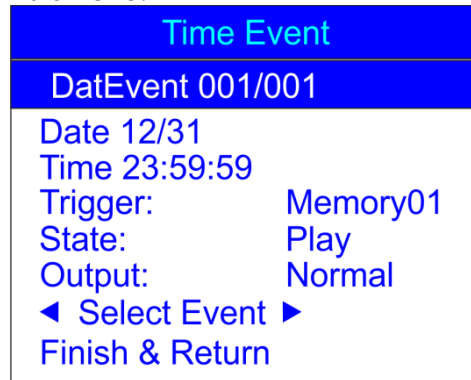 Time Event
DatEvent 001/001
Date 12/31
Time 23:59:59
Trigger: Memory01
State: Play
Output: Normal
◀ Select Event ▶
Finish & Return